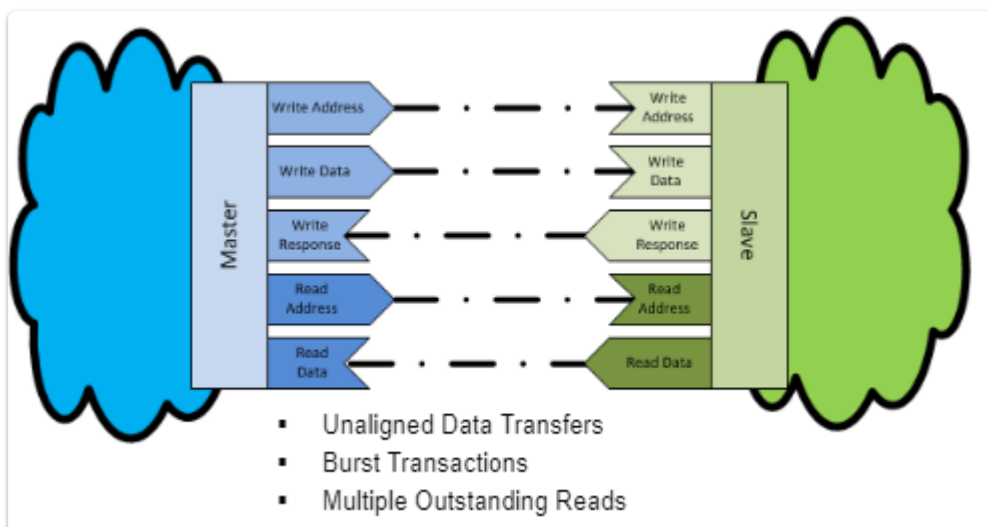 Write Address
Write Data
Write
Response
Read
Address
Read
Data
Master
Write
Address
Write
Data
Write
Response
Read
Address
Read Data
Slave
▪ Unaligned Data Transfers
▪ Burst Transactions
▪ Multiple Outstanding Reads